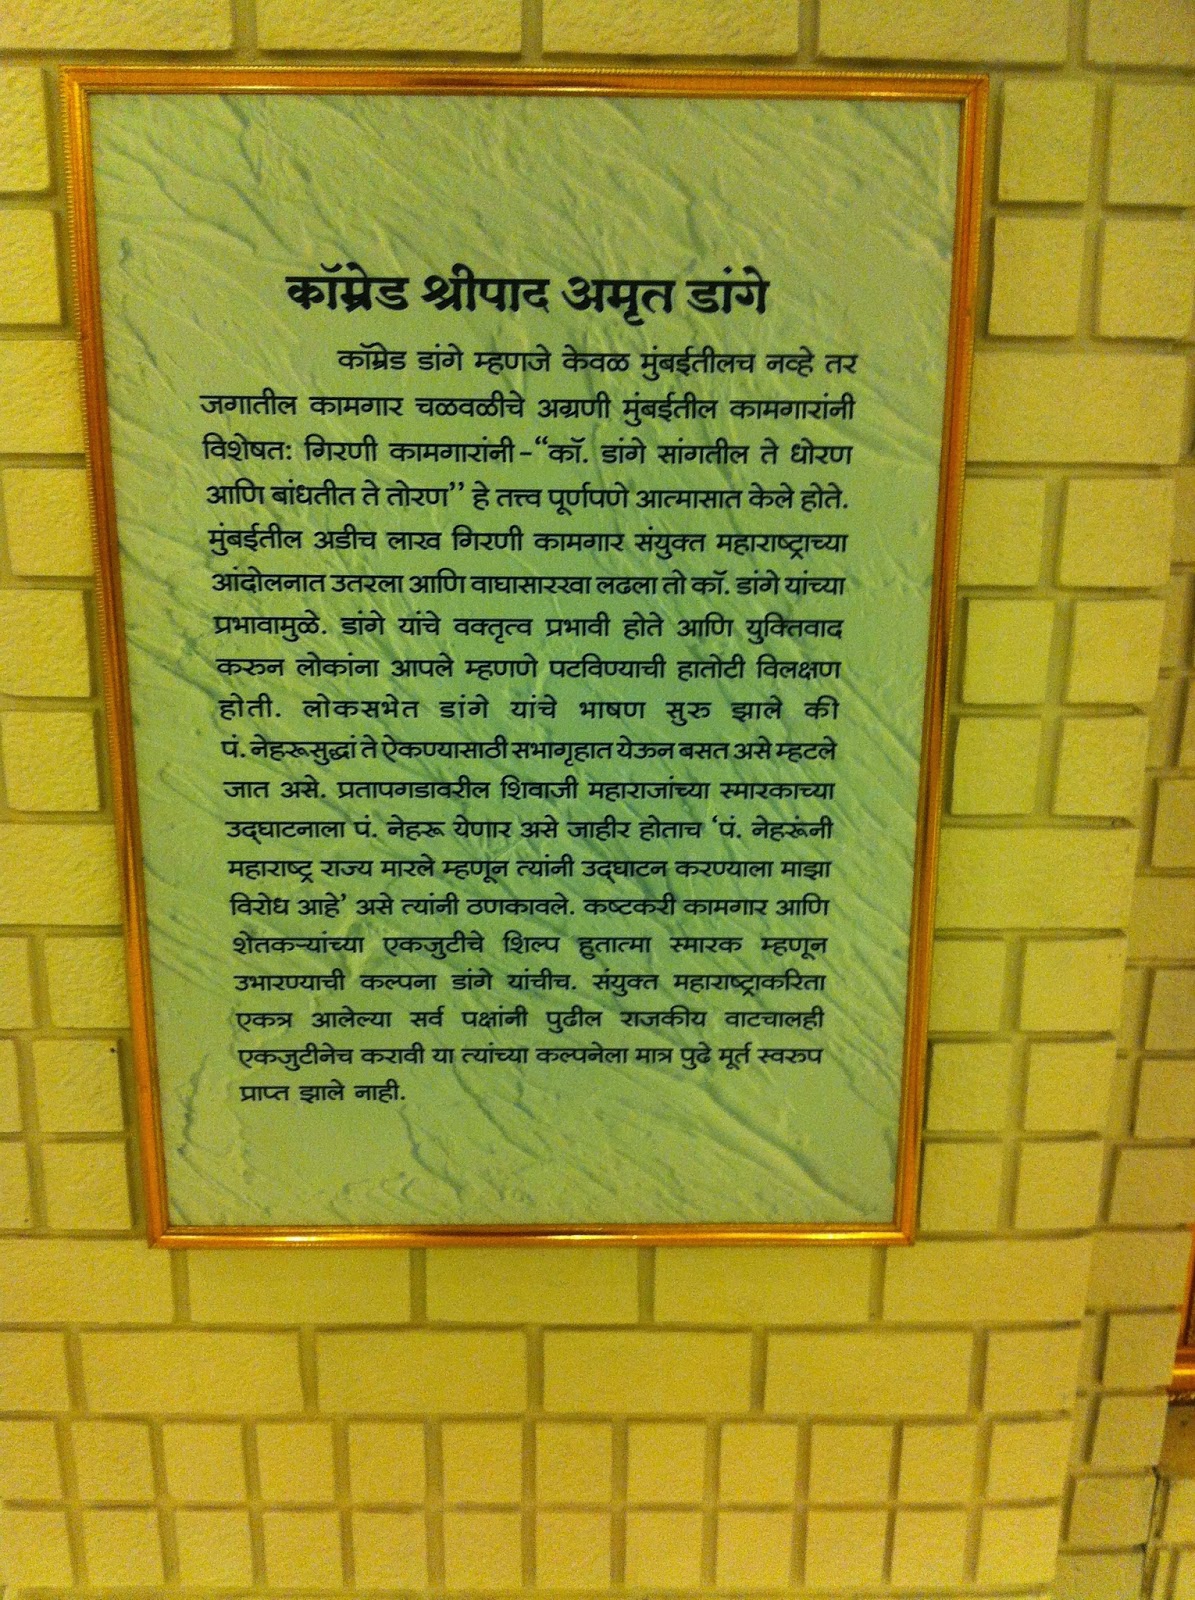 कॉम्रेड श्रीपाद अमृत डांगे
कॉम्रेड डांगे म्हणजे केवळ मुंबईतीलच नव्हे तर
जगातील कामगार चळवळीचे अग्रणी मुंबईतील कामगारांनी
विशेषत: गिरणी कामगारांनी-“कॉ. डांगे सांगतील ते धोरण
आणि बांधतीत ते तोरण” हे तत्त्व पूर्णपणे आत्मासात केले होते.
मुंबईतील अडीच लाख गिरणी कामगार संयुक्त महाराष्ट्राच्या
आंदोलनात उतरला आणि वाघासारखा लढला तो कॉ. डांगे यांच्या
प्रभावामुळे. डांगे यांचे वक्तृत्व प्रभावी होते आणि युक्तिवाद
करुन लोकांना आपले म्हणणे पटविण्याची हातोटी विलक्षण
होती. लोकसभेत डांगे यांचे भाषण सुरु झाले की
पं. नेहरूसुद्धां ते ऐकण्यासाठी सभागृहात येऊन बसत असे म्हटले
जात असे. प्रतापगडावरील शिवाजी महाराजांच्या स्मारकाच्या
उद्‌घाटनाला पं. नेहरू येणार असे जाहीर होताच ‘पं. नेहरूंनी
महाराष्ट्र राज्य मारले म्हणून त्यांनी उद्‌घाटन करण्याला माझा
विरोध आहे’ असे त्यांनी ठणकावले. कष्टकरी कामगार आणि
शेतकऱ्यांच्या एकजुटीचे शिल्प हुतात्मा स्मारक म्हणून
उभारण्याची कल्पना डांगे यांचीच. संयुक्त महाराष्ट्राकरिता
एकत्र आलेल्या सर्व पक्षांनी पुढील राजकीय वाटचालही
एकजुटीनेच करावी या त्यांच्या कल्पनेला मात्र पुढे मूर्त स्वरुप
प्राप्त झाले नाही.